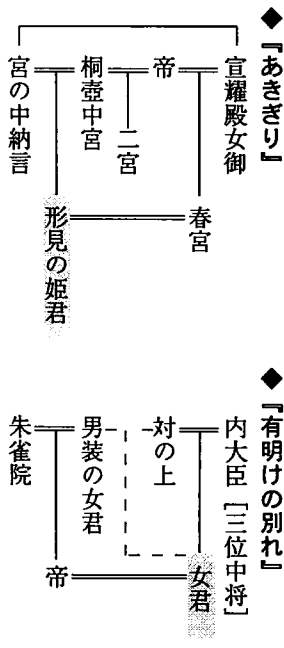 ◆『あきぎり』
宣耀殿女御
帝
二宮
桐壺中宮
宮の中納言
春宮
形見の姫君
◆『有明けの別れ』
内大臣［三位中将］
対の上
男装の女君
朱雀院
女君
帝